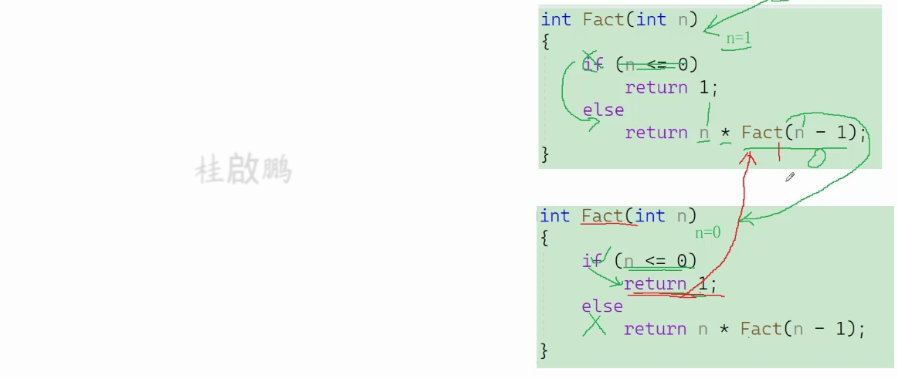 int Fact(int n)
n=1
{
if (n <= 0)
return 1;
else
1
return n * Fact(n - 1);
1
0
}
桂啟鹏
int Fact(int n)
n=0
{
if (n <= 0)
return 1;
else
return n * Fact(n - 1);
}